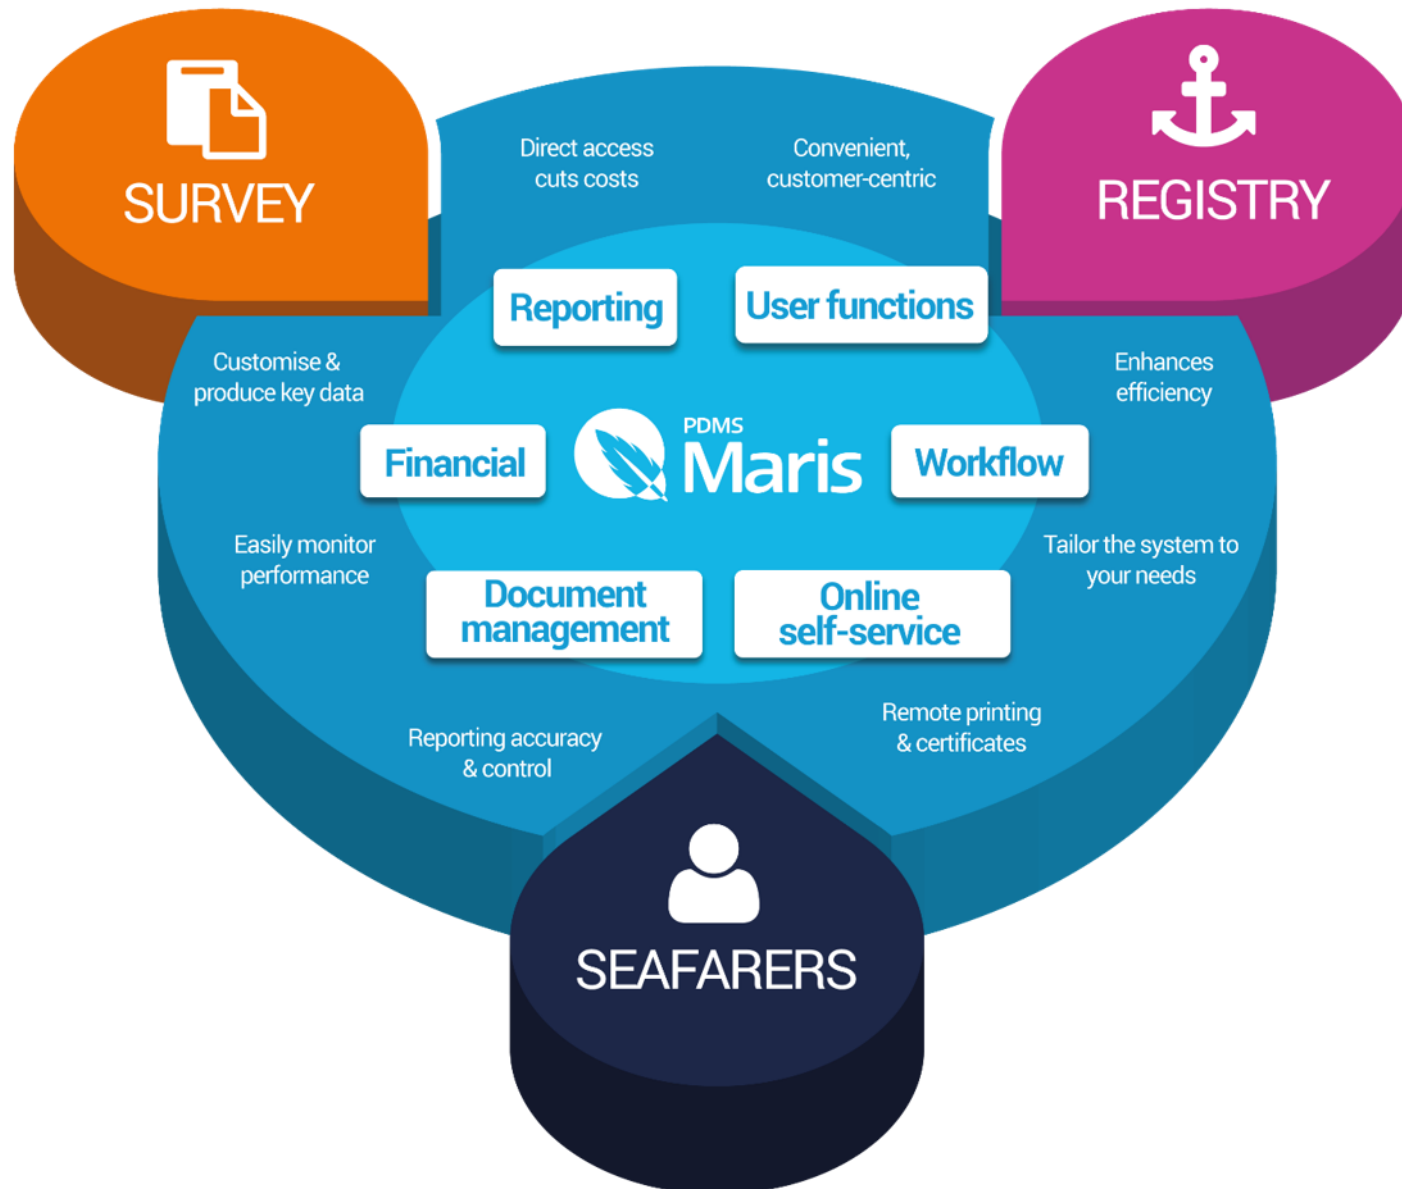 SURVEY
REGISTRY
Direct access
cuts costs
Convenient,
customer-centric
Reporting
User functions
Customise &
produce key data
Enhances
efficiency
Financial
PDMS
Maris
Workflow
Easily monitor
performance
Tailor the system to
your needs
Document
management
Online
self-service
Reporting accuracy
& control
Remote printing
& certificates
SEAFARERS